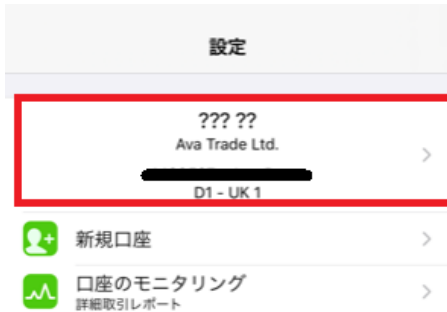 設定
??? ??
Ava Trade Ltd.
D1 - UK 1
新規口座
口座のモニタリング
詳細取引レポート